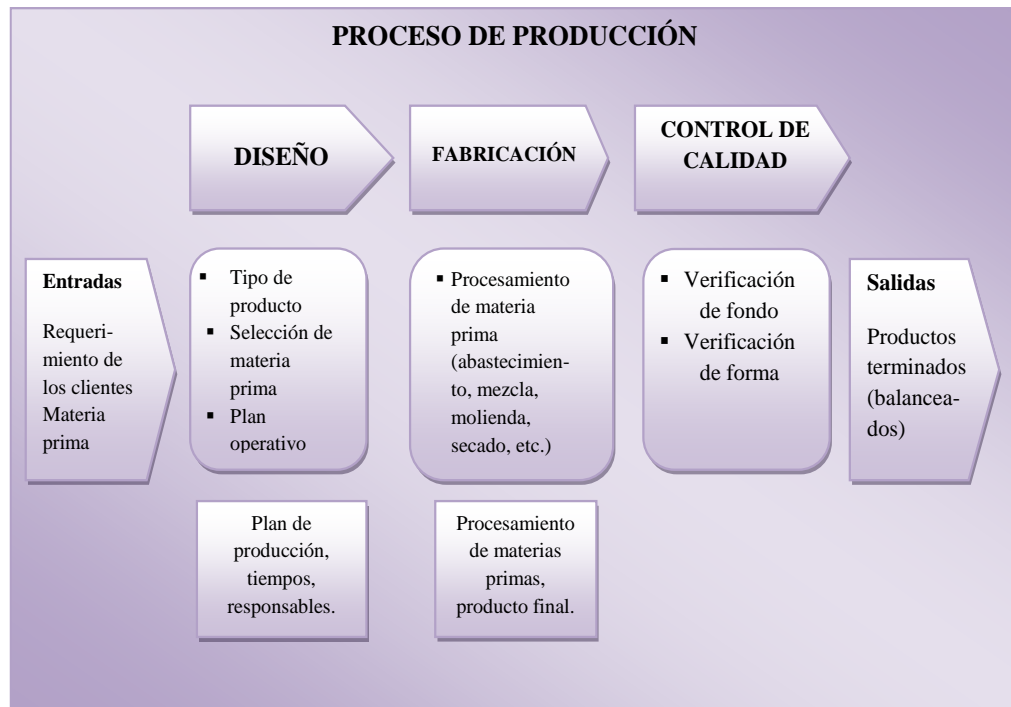 PROCESO DE PRODUCCIÓN
DISEÑO
FABRICACIÓN
CONTROL DE
CALIDAD
Entradas
Requeri-
miento de
los clientes
Materia
prima
▪ Tipo de
producto
▪ Selección de
materia
prima
▪ Plan
operativo
▪ Procesamiento
de materia
prima
(abastecimien-
to, mezcla,
molienda,
secado, etc.)
▪ Verificación
de fondo
▪ Verificación
de forma
Salidas
Productos
terminados
(balancea-
dos)
Plan de
producción,
tiempos,
responsables.
Procesamiento
de materias
primas,
producto final.